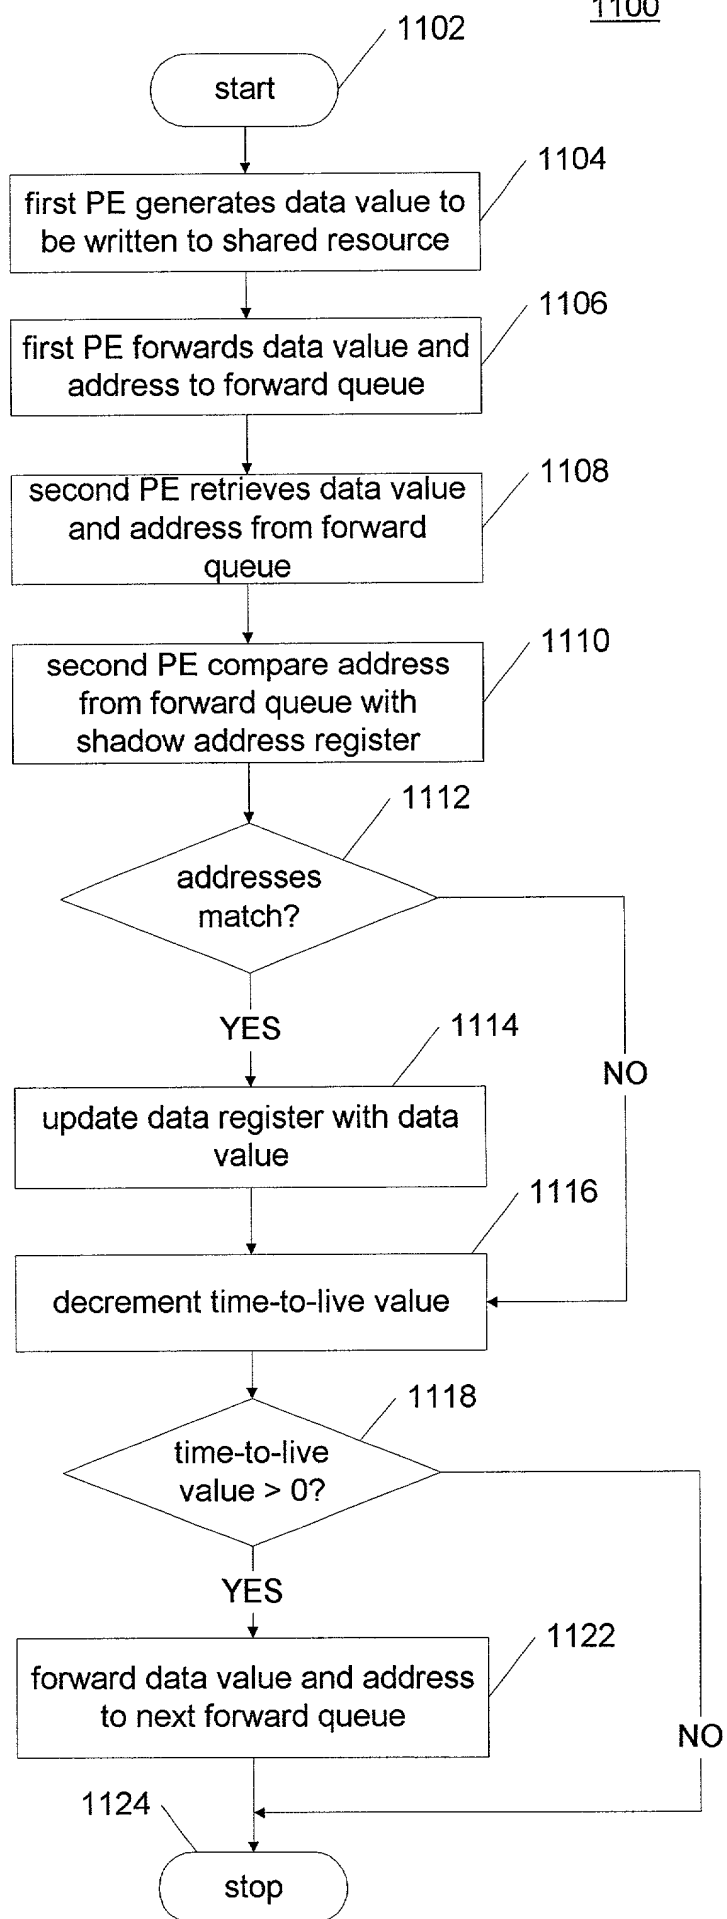 1100
1102
start
1104
first PE generates data value to
be written to shared resource
1106
first PE forwards data value and
address to forward queue
1108
second PE retrieves data value
and address from forward
queue
1110
second PE compare address
from forward queue with
shadow address register
1112
addresses
match?
YES
1114
NO
update data register with data
value
1116
decrement time-to-live value
1118
time-to-live
value > 0?
YES
1122
forward data value and address
to next forward queue
NO
1124
stop